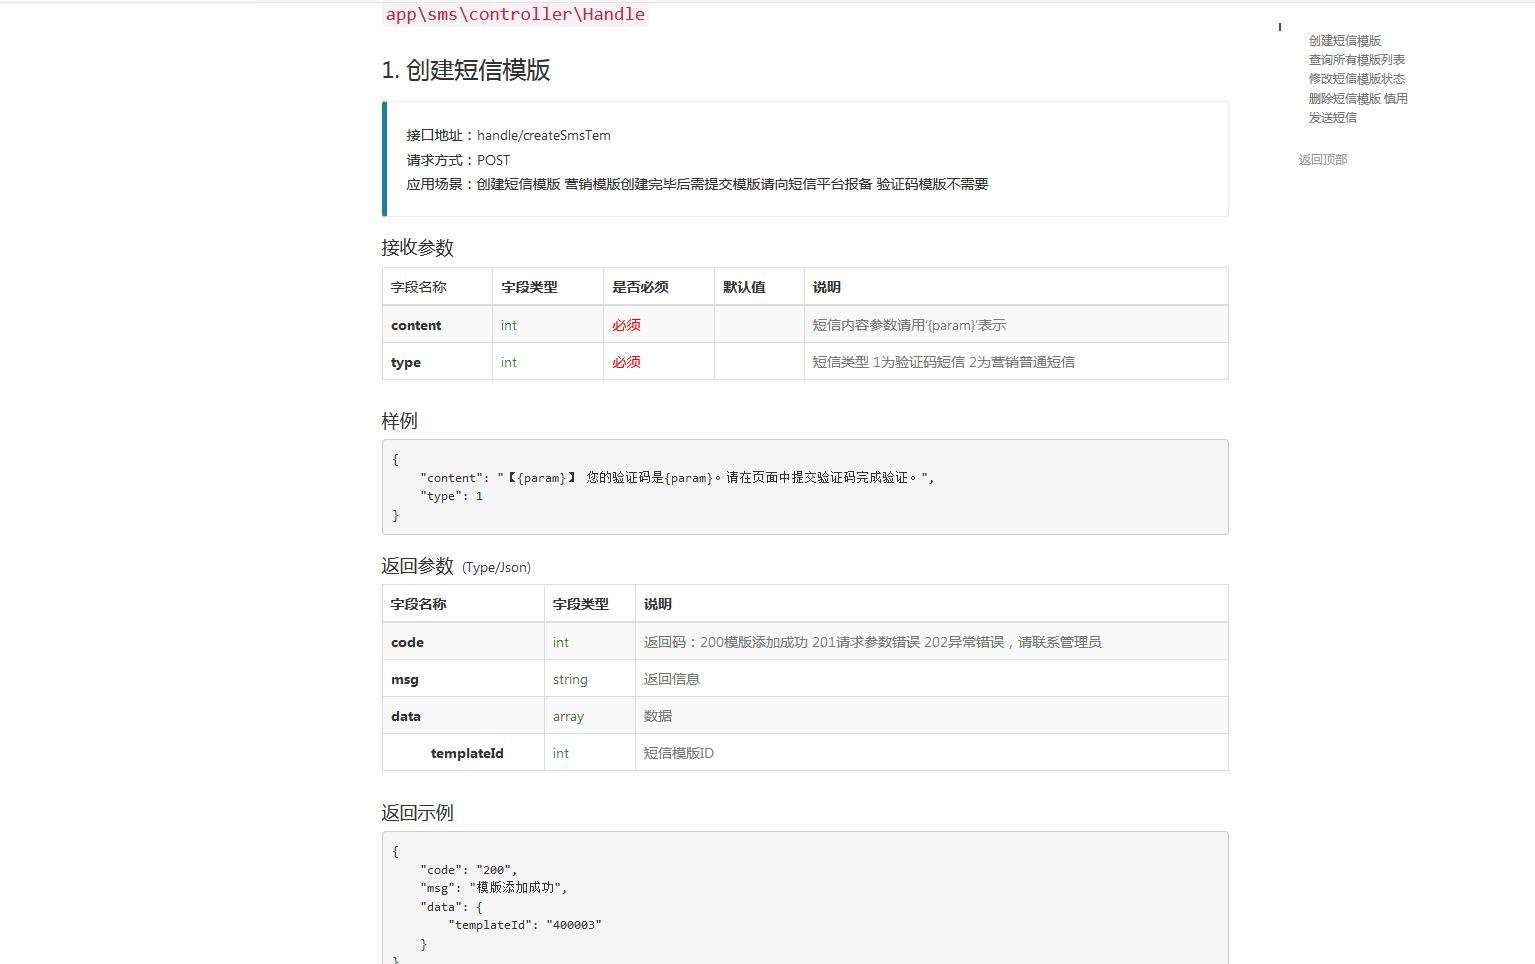 app\sms\controller\Handle
1. 创建短信模版
接口地址：handle/createSmsTem
请求方式：POST
应用场景：创建短信模版 营销模版创建完毕后需提交模版请向短信平台报备 验证码模版不需要
接收参数
字段名称 字段类型 是否必须 默认值 说明
content int 必须 短信内容参数请用'{param}'表示
type int 必须 短信类型 1为验证码短信 2为营销普通短信
样例
{
"content": "【{param}】 您的验证码是{param}。请在页面中提交验证码完成验证。",
"type": 1
}
返回参数 (Type/Json)
字段名称 字段类型 说明
code int 返回码：200模版添加成功 201请求参数错误 202异常错误，请联系管理员
msg string 返回信息
data array 数据
templateId int 短信模版ID
返回示例
{
"code": "200",
"msg": "模版添加成功",
"data": {
"templateId": "400003"
}
}
创建短信模版
查询所有模版列表
修改短信模版状态
删除短信模版 慎用
发送短信
返回顶部